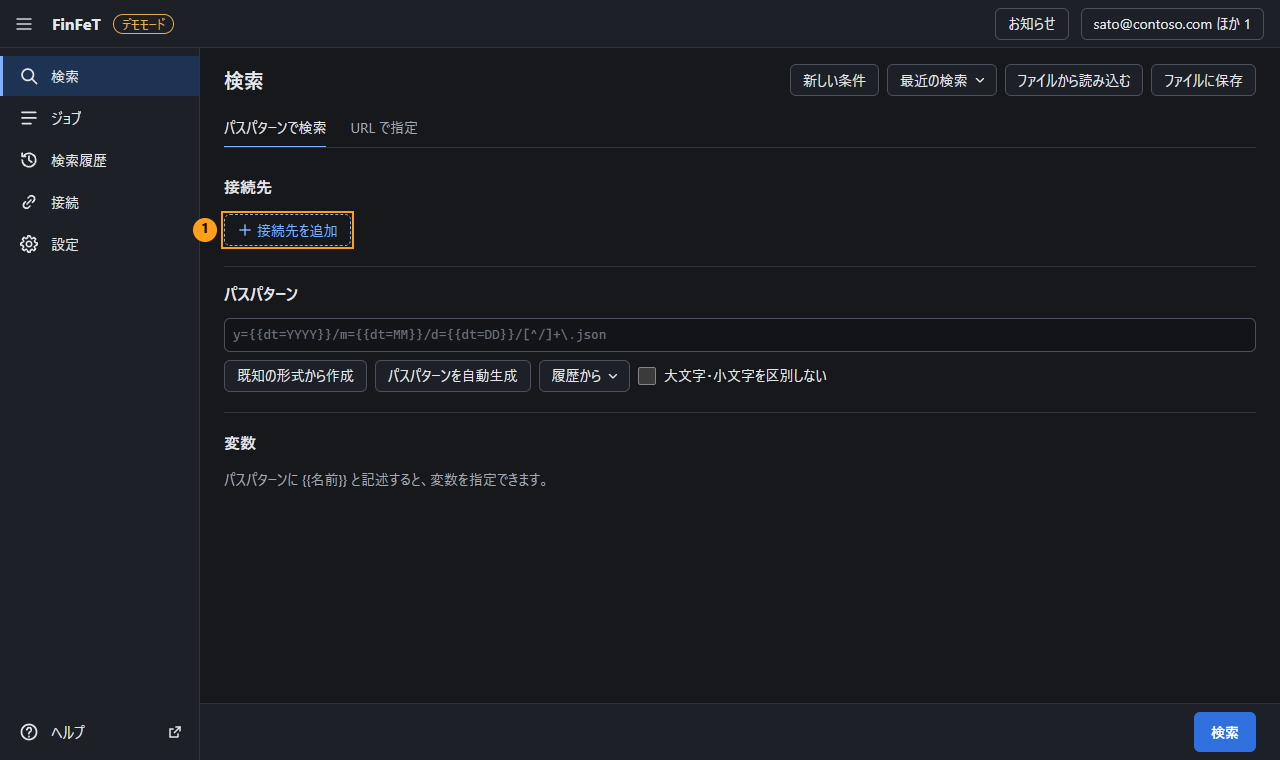 FinFeT デモモード お知らせ sato@contoso.com ほか 1
検索
ジョブ
検索履歴
接続
設定
ヘルプ
検索 新しい条件 最近の検索 ファイルから読み込む ファイルに保存
パスパターンで検索 URL で指定
接続先
1 接続先を追加
パスパターン
y={{dt=YYYY}}/m={{dt=MM}}/d={{dt=DD}}/[^/]+\.json
既知の形式から作成 パスパターンを自動生成 履歴から 大文字・小文字を区別しない
変数
パスパターンに {{名前}} と記述すると、変数を指定できます。
検索